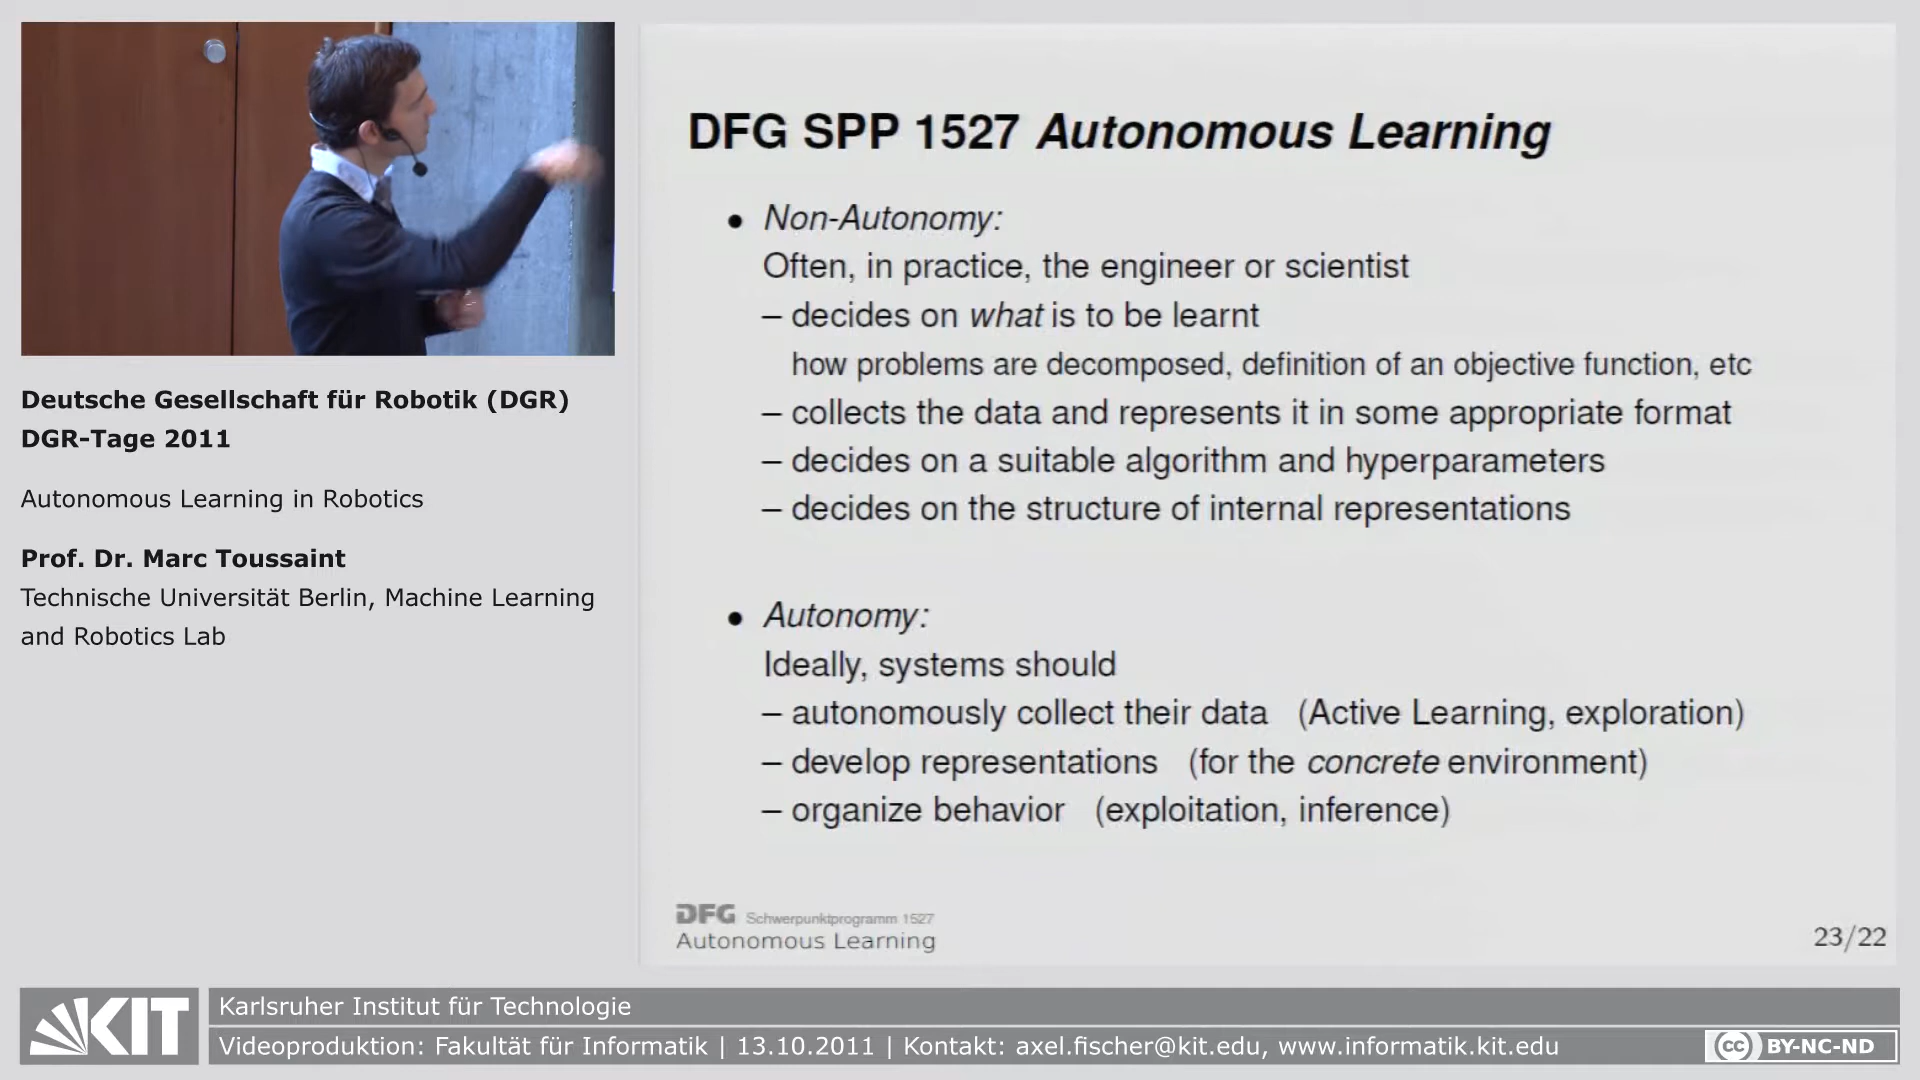 Deutsche Gesellschaft für Robotik (DGR)
DGR-Tage 2011
Autonomous Learning in Robotics
Prof. Dr. Marc Toussaint
Technische Universität Berlin, Machine Learning
and Robotics Lab
DFG SPP 1527 Autonomous Learning
• Non-Autonomy:
Often, in practice, the engineer or scientist
– decides on what is to be learnt
how problems are decomposed, definition of an objective function, etc
– collects the data and represents it in some appropriate format
– decides on a suitable algorithm and hyperparameters
– decides on the structure of internal representations
• Autonomy:
Ideally, systems should
– autonomously collect their data (Active Learning, exploration)
– develop representations (for the concrete environment)
– organize behavior (exploitation, inference)
DFG Schwerpunktprogramm 1527
Autonomous Learning
23/22
KIT
Karlsruher Institut für Technologie
Videoproduktion: Fakultät für Informatik | 13.10.2011 | Kontakt: axel.fischer@kit.edu, www.informatik.kit.edu
cc BY-NC-ND